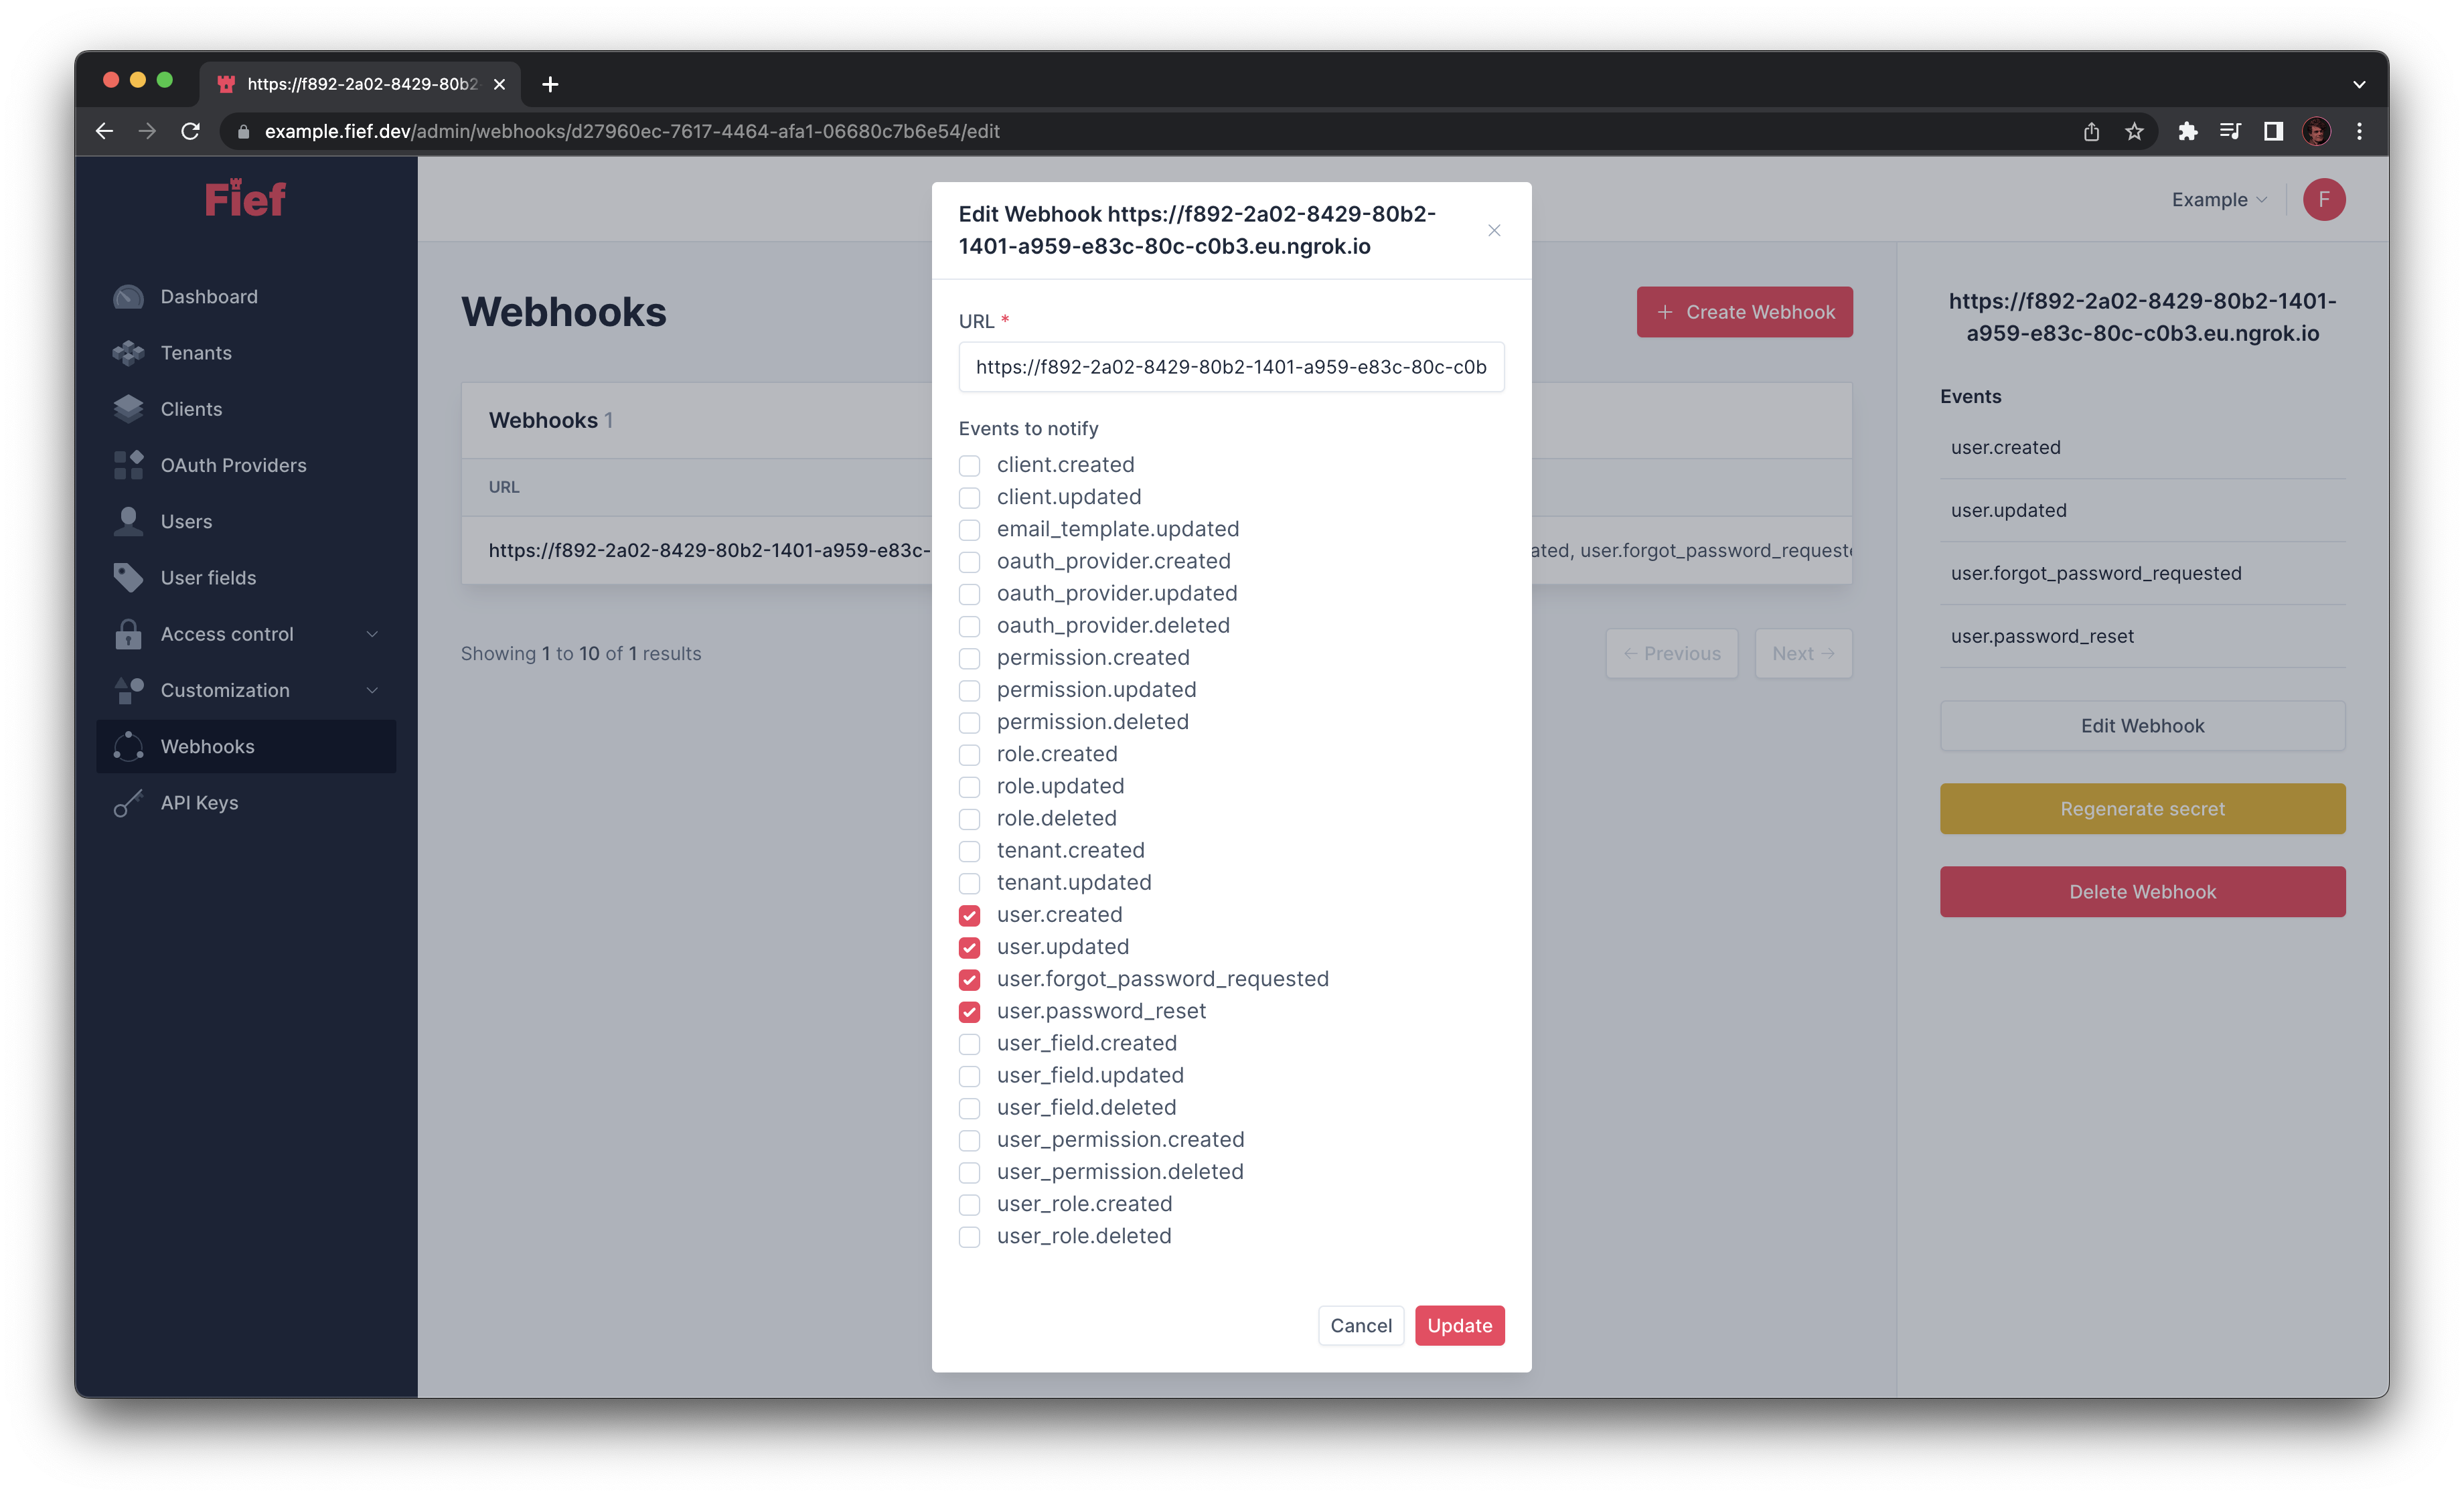 https://f892-2a02-8429-80b2
example.fief.dev/admin/webhooks/d27960ec-7617-4464-afa1-06680c7b6e54/edit
Fief
Dashboard
Tenants
Clients
OAuth Providers
Users
User fields
Access control
Customization
Webhooks
API Keys
Example
F
Webhooks
+ Create Webhook
Webhooks 1
URL
https://f892-2a02-8429-80b2-1401-a959-e83c-
ated, user.forgot_password_requeste
Showing 1 to 10 of 1 results
← Previous
Next →
Edit Webhook https://f892-2a02-8429-80b2-
1401-a959-e83c-80c-c0b3.eu.ngrok.io
URL *
https://f892-2a02-8429-80b2-1401-a959-e83c-80c-c0b
Events to notify
client.created
client.updated
email_template.updated
oauth_provider.created
oauth_provider.updated
oauth_provider.deleted
permission.created
permission.updated
permission.deleted
role.created
role.updated
role.deleted
tenant.created
tenant.updated
user.created
user.updated
user.forgot_password_requested
user.password_reset
user_field.created
user_field.updated
user_field.deleted
user_permission.created
user_permission.deleted
user_role.created
user_role.deleted
Cancel
Update
https://f892-2a02-8429-80b2-1401-
a959-e83c-80c-c0b3.eu.ngrok.io
Events
user.created
user.updated
user.forgot_password_requested
user.password_reset
Edit Webhook
Regenerate secret
Delete Webhook